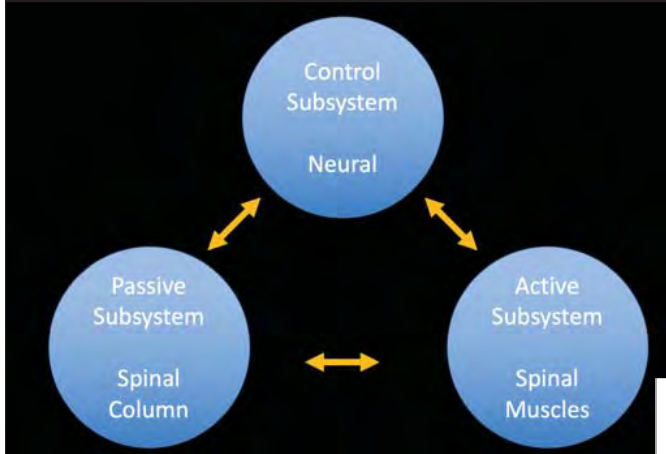 Control
Subsystem
Neural
Passive
Subsystem
Spinal
Column
Active
Subsystem
Spinal
Muscles